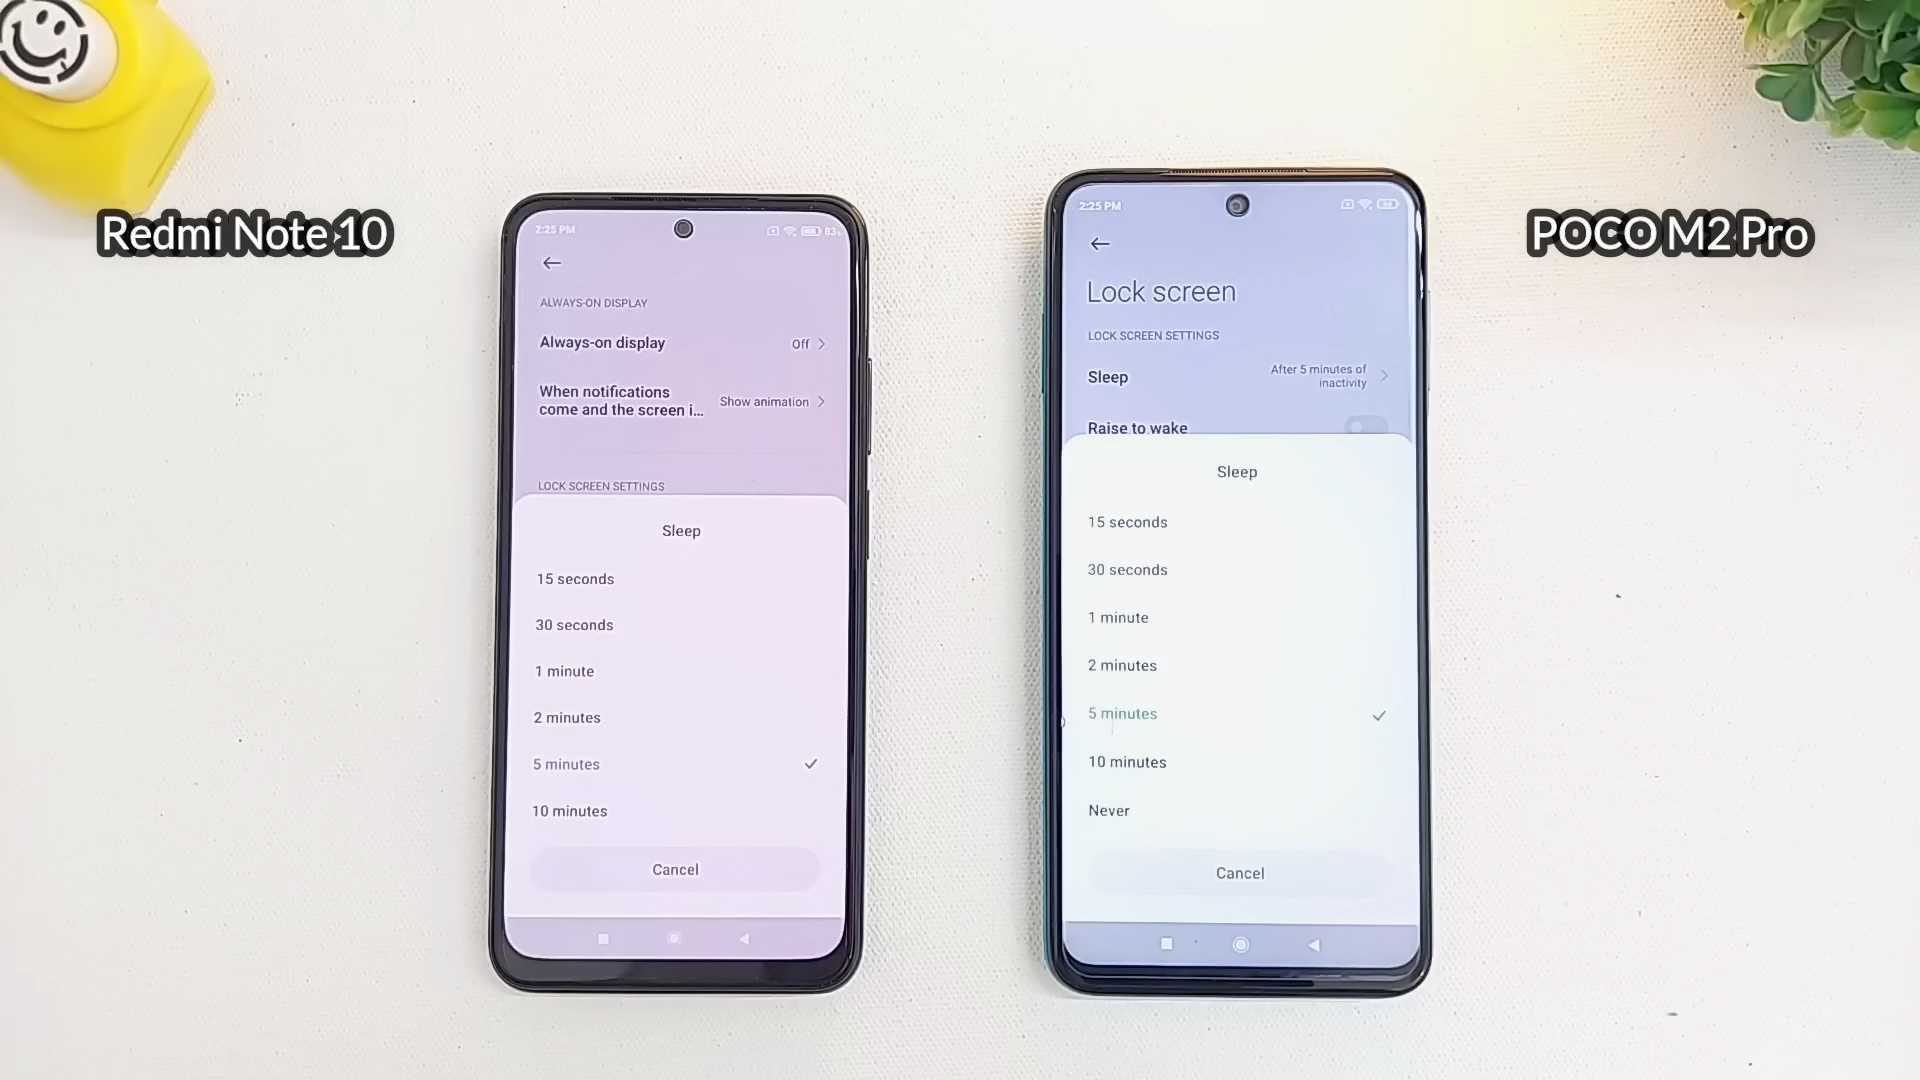 Redmi Note 10
2:25 PM
83
ALWAYS-ON DISPLAY
Always-on display
Off
When notifications
come and the screen i...
Show animation
LOCK SCREEN SETTINGS
Sleep
15 seconds
30 seconds
1 minute
2 minutes
5 minutes
10 minutes
Cancel
POCO M2 Pro
2:25 PM
Lock screen
LOCK SCREEN SETTINGS
Sleep
After 5 minutes of
inactivity
Raise to wake
Sleep
15 seconds
30 seconds
1 minute
2 minutes
5 minutes
10 minutes
Never
Cancel